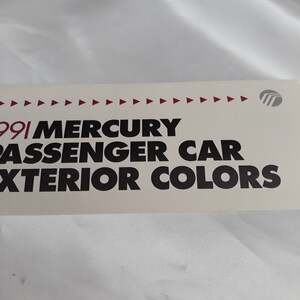 991 MERCURY
PASSENGER CAR
XTERIOR COLORS